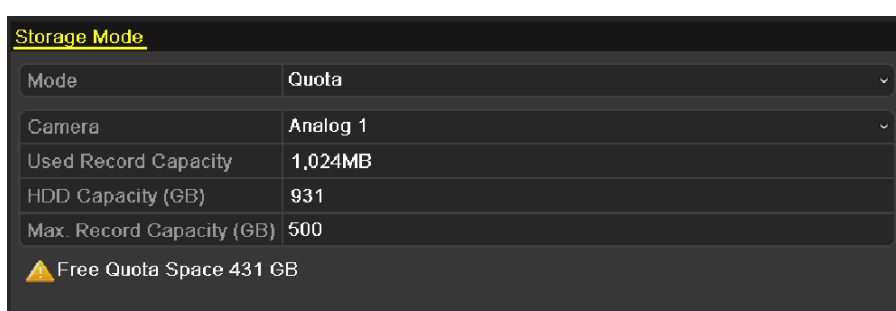 Storage Mode
Mode Quota
Camera Analog 1
Used Record Capacity 1,024MB
HDD Capacity (GB) 931
Max. Record Capacity (GB) 500
Free Quota Space 431 GB